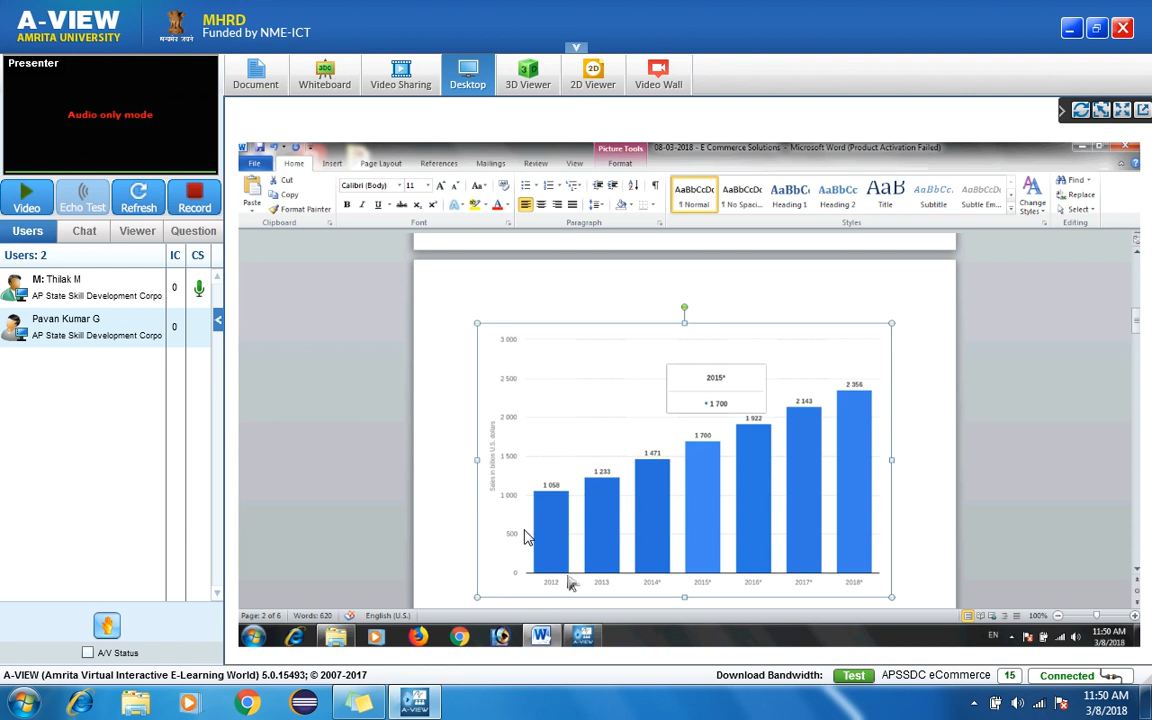 A-VIEW
AMRITA UNIVERSITY
MHRD
Funded by NME-ICT
Presenter
Audio only mode
Document
Whiteboard
Video Sharing
Desktop
3D Viewer
2D Viewer
Video Wall
Video
Echo Test
Refresh
Record
Users
Chat
Viewer
Question
Users: 2
IC
CS
M: Thilak M
AP State Skill Development Corpo
0
Pavan Kumar G
AP State Skill Development Corpo
0
A/V Status
Picture Tools
08-03-2018 - E Commerce Solutions - Microsoft Word (Product Activation Failed)
File
Home
Insert
Page Layout
References
Mailings
Review
View
Format
Paste
Cut
Copy
Format Painter
Clipboard
Calibri (Body)
11
Font
Paragraph
AaBbCcDc
¶ Normal
AaBbCcDc
¶ No Spaci...
AaBbC
Heading 1
AaBbCc
Heading 2
AaB
Title
AaBbCc.
Subtitle
AaBbCcDc
Subtle Em...
Change
Styles
Styles
Find
Replace
Select
Editing
Sales in billion U.S. dollars
3 000
2 500
2 000
1 500
1 000
500
0
2015*
1 700
1 058
1 233
1 471
1 700
1 922
2 143
2 356
2012
2013
2014*
2015*
2016*
2017*
2018*
Page: 2 of 6
Words: 620
English (U.S.)
100%
EN
11:50 AM
3/8/2018
A-VIEW (Amrita Virtual Interactive E-Learning World) 5.0.15493; © 2007-2017
Download Bandwidth:
Test
APSSDC eCommerce
15
Connected
11:50 AM
3/8/2018